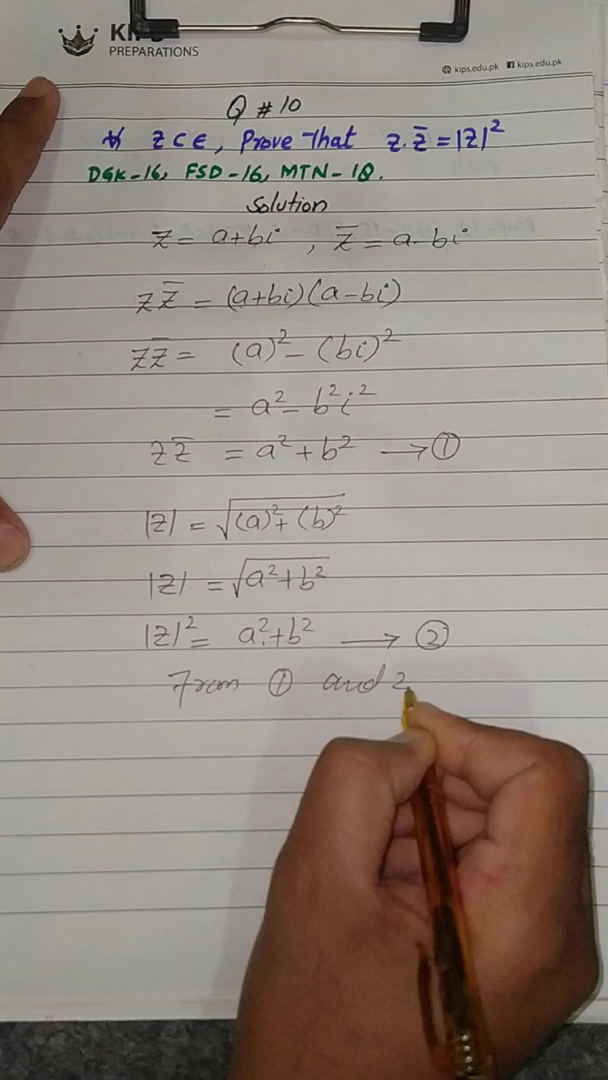 KIPS
PREPARATIONS
kips.edu.pk kips.edu.pk
Q #10
∀ Z ⊂ ∈, Prove That Z.Z̄ = |Z|²
DGK-16, FSD-16, MTN-18.
Solution
Z = a+bi , Z̄ = a-bi
ZZ̄ = (a+bi)(a-bi)
ZZ̄ = (a)² - (bi)²
= a² - b²i²
ZZ̄ = a² + b² → ①
|Z| = √(a)² + (b)²
|Z| = √a² + b²
|Z|² = a² + b² → ②
From ① and 2